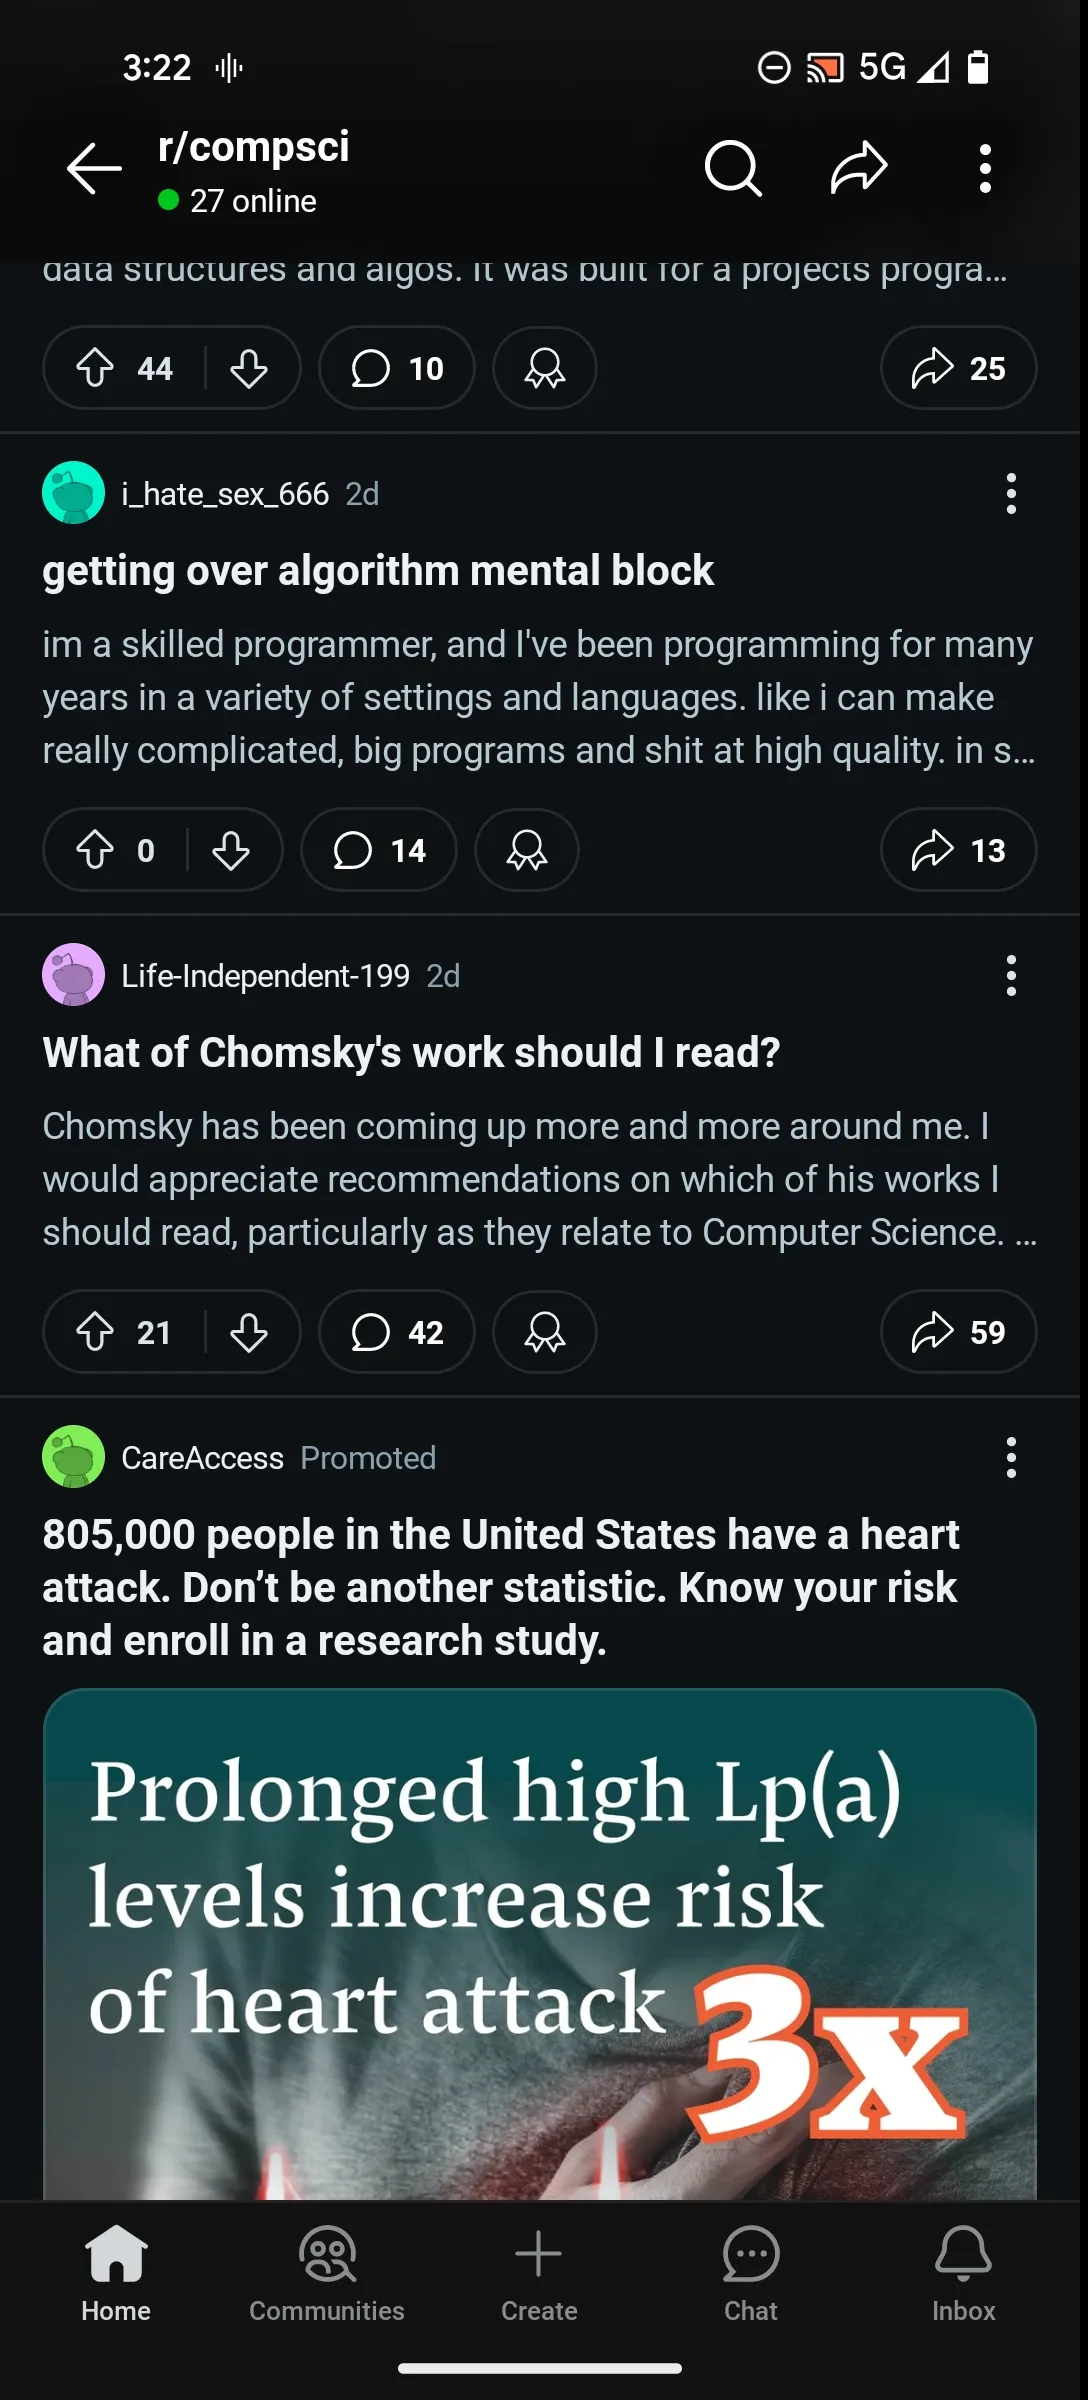 3:22
5G
r/compsci
27 online
data structures and algos. It was built for a projects progra...
44
10
25
i_hate_sex_666 2d
getting over algorithm mental block
im a skilled programmer, and I've been programming for many
years in a variety of settings and languages. like i can make
really complicated, big programs and shit at high quality. in s...
0
14
13
Life-Independent-199 2d
What of Chomsky's work should I read?
Chomsky has been coming up more and more around me. I
would appreciate recommendations on which of his works I
should read, particularly as they relate to Computer Science. ...
21
42
59
CareAccess Promoted
805,000 people in the United States have a heart
attack. Don’t be another statistic. Know your risk
and enroll in a research study.
Prolonged high Lp(a)
levels increase risk
of heart attack 3x
Home
Communities
Create
Chat
Inbox